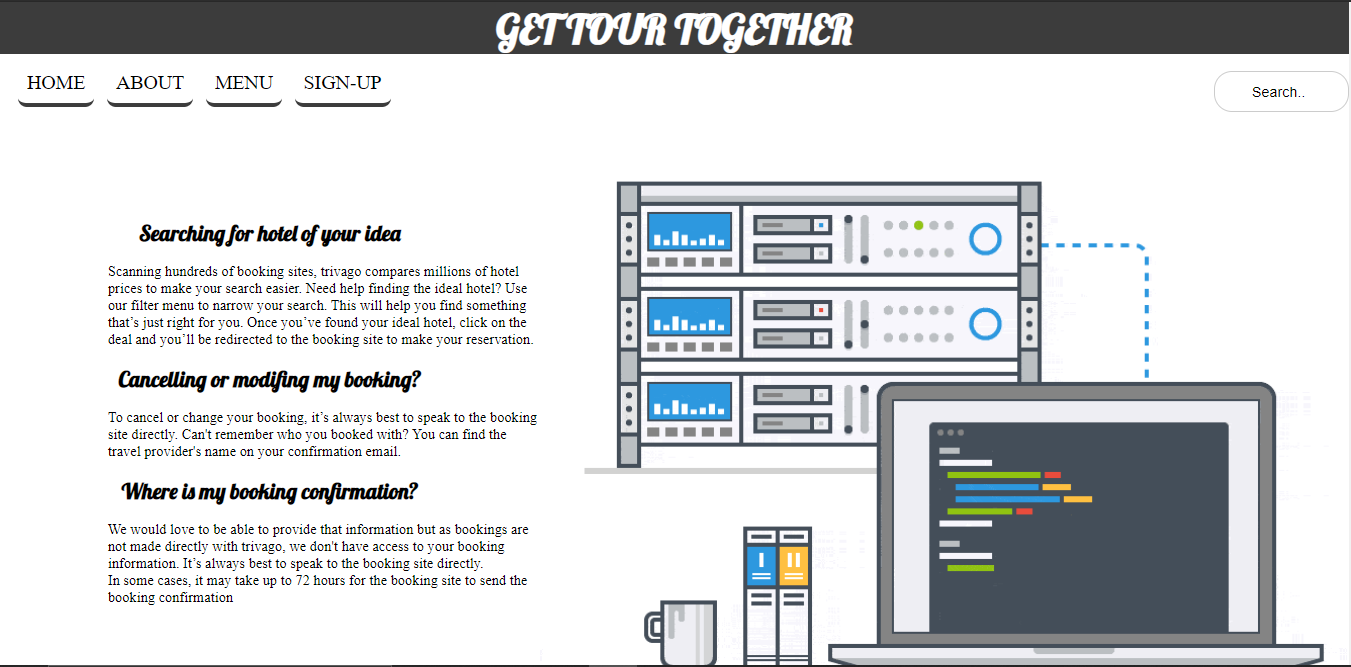 GET TOUR TOGETHER
HOME ABOUT MENU SIGN-UP Search..
Searching for hotel of your idea
Scanning hundreds of booking sites, trivago compares millions of hotel
prices to make your search easier. Need help finding the ideal hotel? Use
our filter menu to narrow your search. This will help you find something
that’s just right for you. Once you’ve found your ideal hotel, click on the
deal and you’ll be redirected to the booking site to make your reservation.
Cancelling or modifing my booking?
To cancel or change your booking, it’s always best to speak to the booking
site directly. Can't remember who you booked with? You can find the
travel provider's name on your confirmation email.
Where is my booking confirmation?
We would love to be able to provide that information but as bookings are
not made directly with trivago, we don't have access to your booking
information. It’s always best to speak to the booking site directly.
In some cases, it may take up to 72 hours for the booking site to send the
booking confirmation
I II